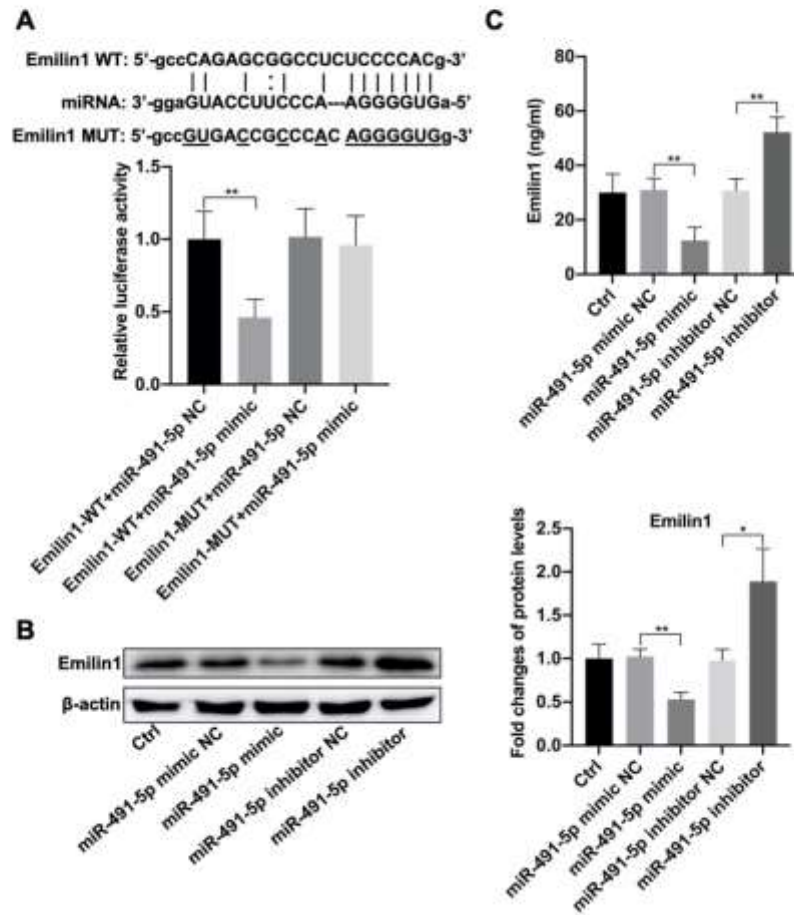 A
Emilin1 WT: 5'-gccCAGAGCGGCCUCUCCCCACg-3'
miRNA: 3'-ggaGUACCUUCCCA---AGGGGUGa-5'
Emilin1 MUT: 5'-gccGUGACCGCCCACAGGGGUGg-3'
Relative luciferase activity
1.5
1.0
0.5
0.0
**
Emilin1-WT+miR-491-5p NC
Emilin1-WT+miR-491-5p mimic
Emilin1-MUT+miR-491-5p NC
Emilin1-MUT+miR-491-5p mimic
B
Emilin1
β-actin
Ctrl
miR-491-5p mimic NC
miR-491-5p mimic
miR-491-5p inhibitor NC
miR-491-5p inhibitor
C
Emilin1 (ng/ml)
80
60
40
20
0
**
**
Ctrl
miR-491-5p mimic NC
miR-491-5p mimic
miR-491-5p inhibitor NC
miR-491-5p inhibitor
Emilin1
Fold changes of protein levels
2.5
2.0
1.5
1.0
0.5
0.0
**
*
Ctrl
miR-491-5p mimic NC
miR-491-5p mimic
miR-491-5p inhibitor NC
miR-491-5p inhibitor